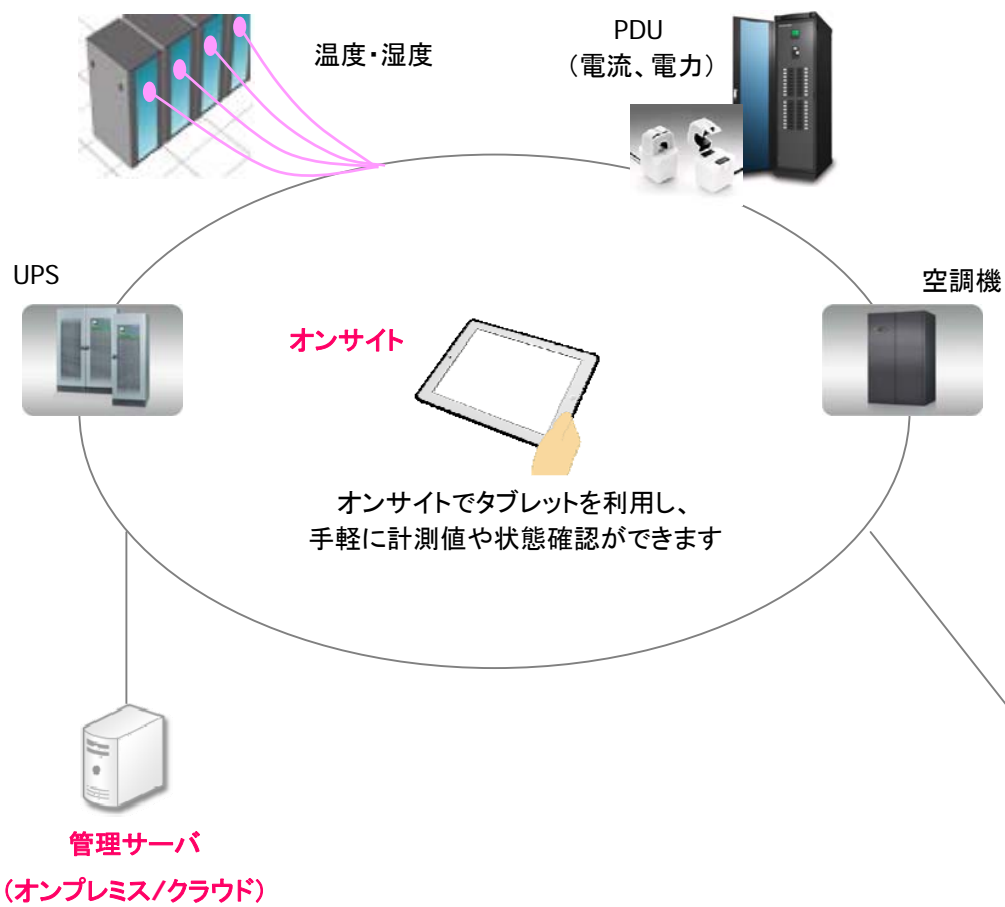 温度・湿度
PDU
（電流、電力）
UPS
空調機
オンサイト
オンサイトでタブレットを利用し、
手軽に計測値や状態確認ができます
管理サーバ
（オンプレミス/クラウド）